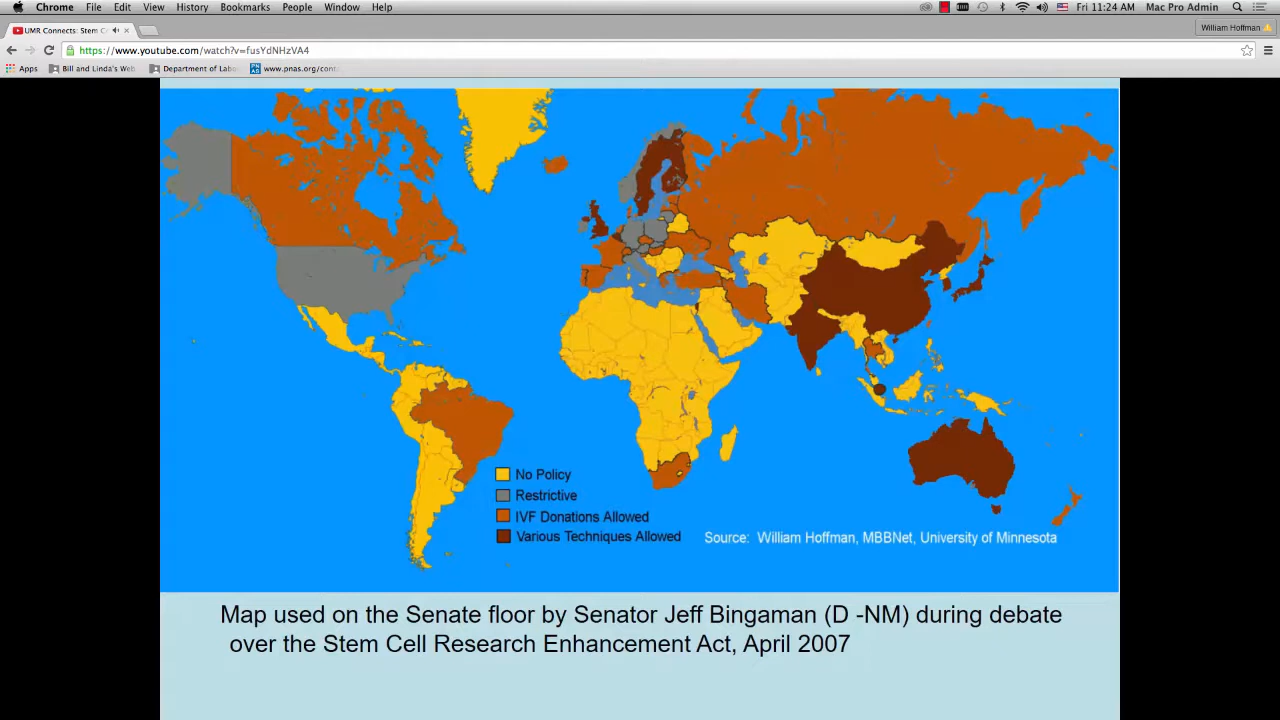 Chrome File Edit View History Bookmarks People Window Help Fri 11:24 AM Mac Pro Admin
UMR Connects: Stem C
William Hoffman
https://www.youtube.com/watch?v=fusYdNHzVA4
Apps Bill and Linda's Web Department of Labo www.pnas.org/cont
No Policy
Restrictive
IVF Donations Allowed
Various Techniques Allowed
Source: William Hoffman, MBBNet, University of Minnesota
Map used on the Senate floor by Senator Jeff Bingaman (D -NM) during debate
over the Stem Cell Research Enhancement Act, April 2007